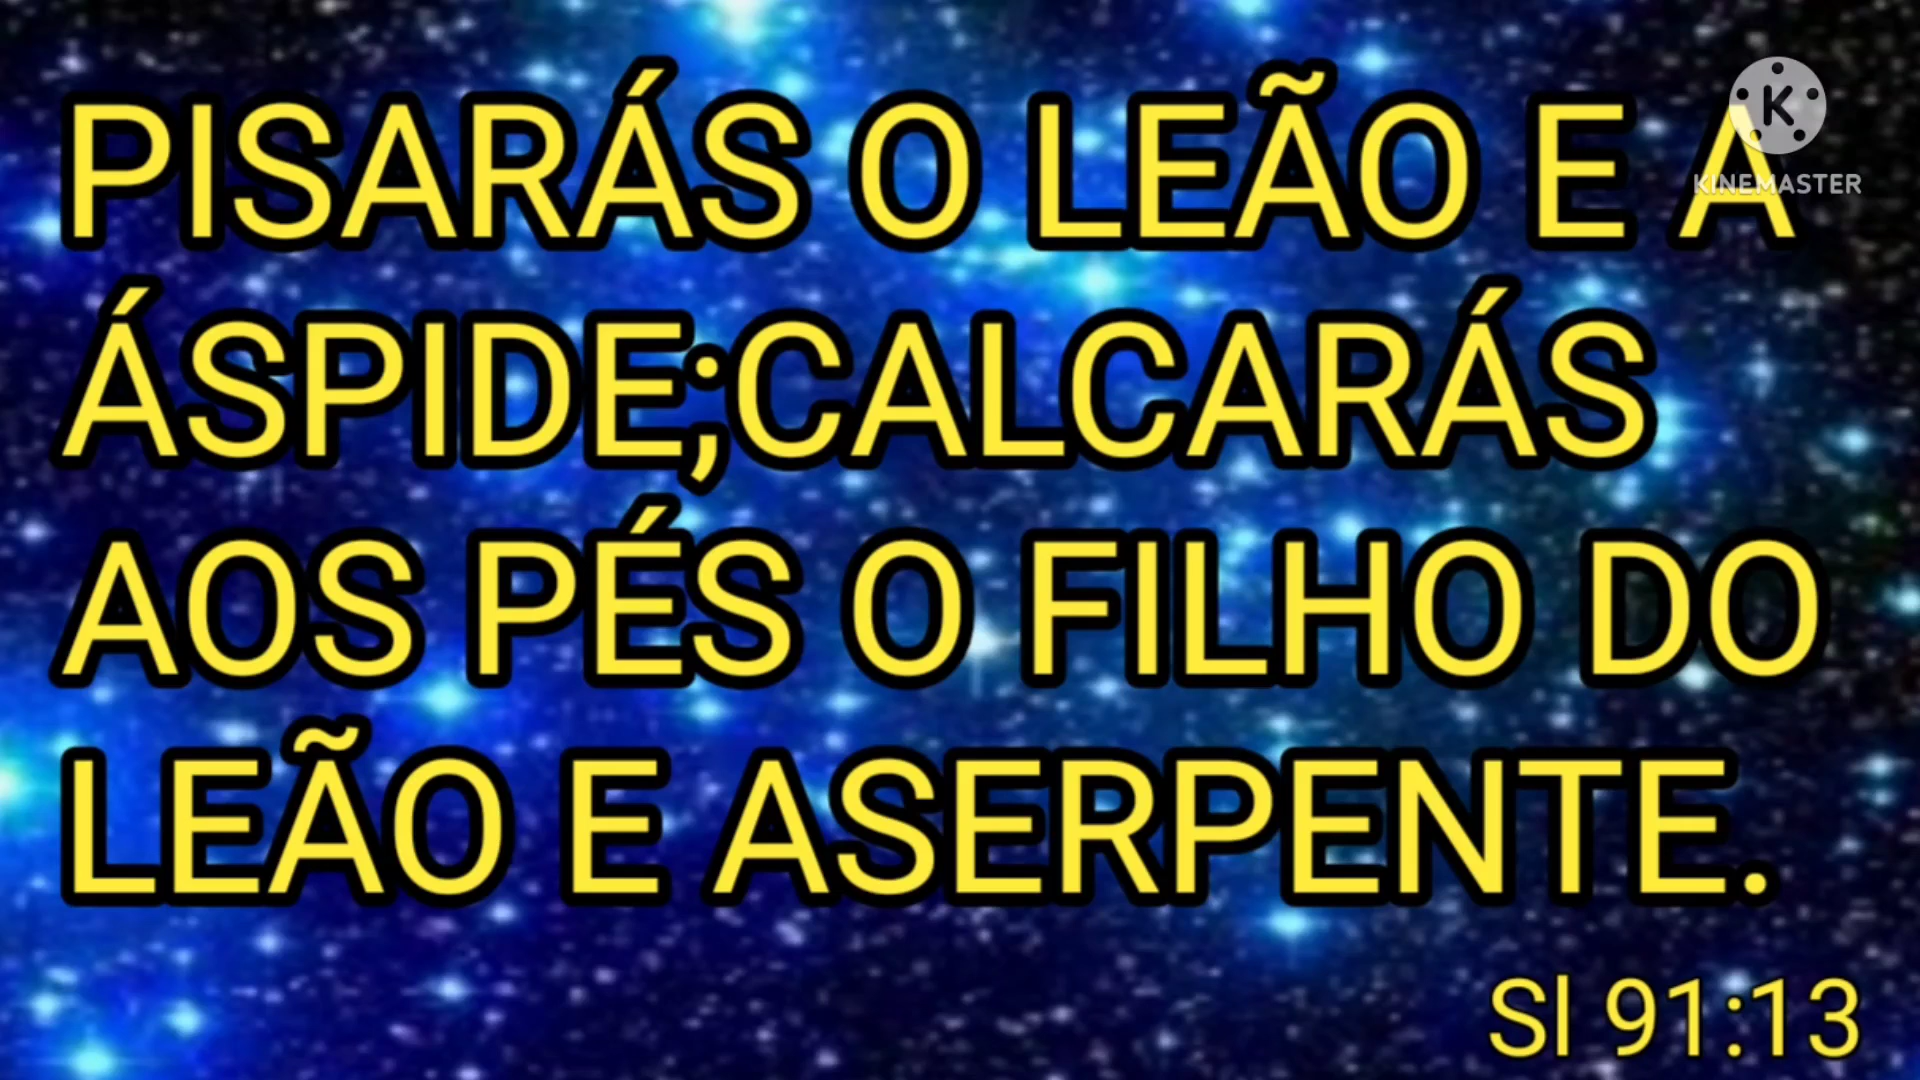 PISARÁS O LEÃO E A
KINEMASTER
ÁSPIDE;CALCARÁS
AOS PÉS O FILHO DO
LEÃO E ASERPENTE.
Sl 91:13